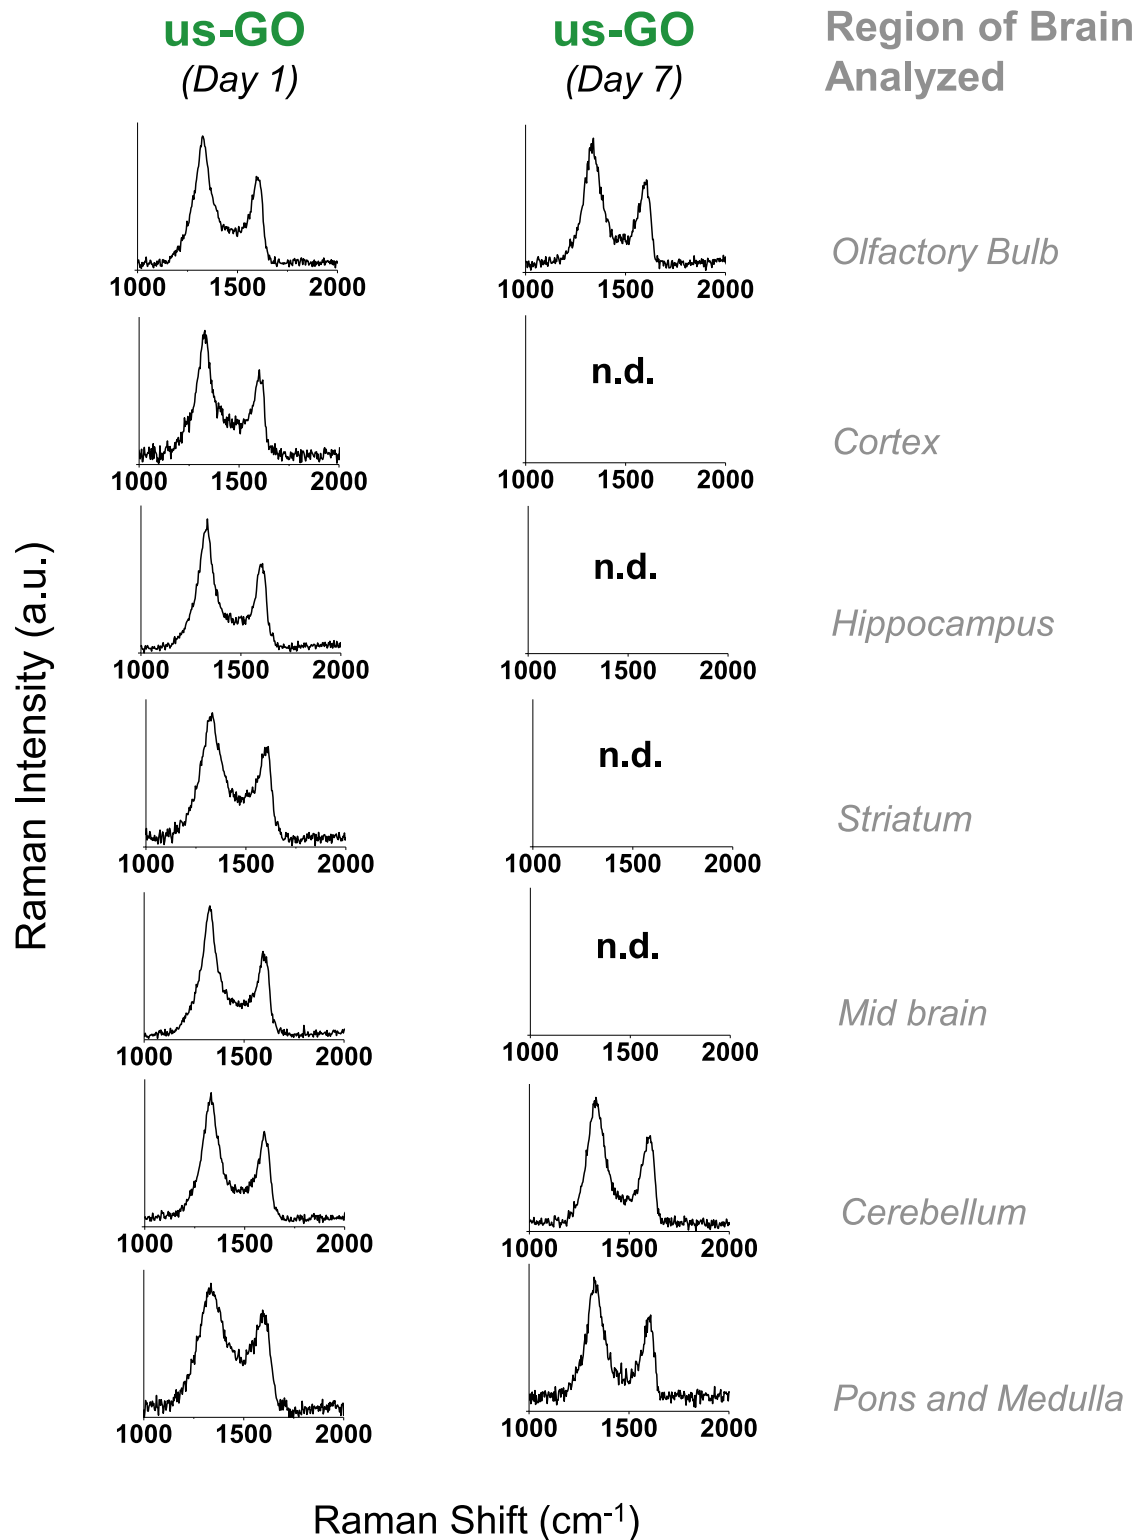 us-GO
(Day 1)
us-GO
(Day 7)
Region of Brain
Analyzed
Raman Intensity (a.u.)
1000 1500 2000
1000 1500 2000
Olfactory Bulb
1000 1500 2000
n.d.
1000 1500 2000
Cortex
1000 1500 2000
n.d.
1000 1500 2000
Hippocampus
1000 1500 2000
n.d.
1000 1500 2000
Striatum
1000 1500 2000
n.d.
1000 1500 2000
Mid brain
1000 1500 2000
1000 1500 2000
Cerebellum
1000 1500 2000
1000 1500 2000
Pons and Medulla
Raman Shift (cm⁻¹)